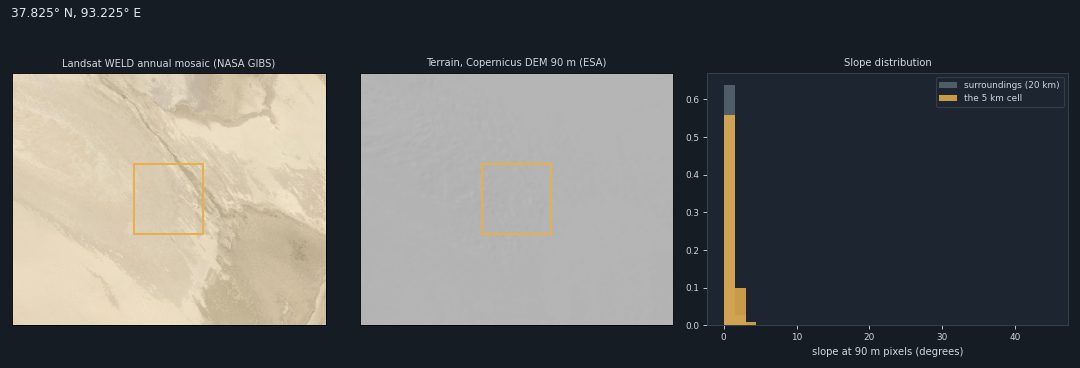 37.825° N, 93.225° E
Landsat WELD annual mosaic (NASA GIBS)
Terrain, Copernicus DEM 90 m (ESA)
Slope distribution
surroundings (20 km)
the 5 km cell
0.6
0.5
0.4
0.3
0.2
0.1
0.0
0 10 20 30 40
slope at 90 m pixels (degrees)